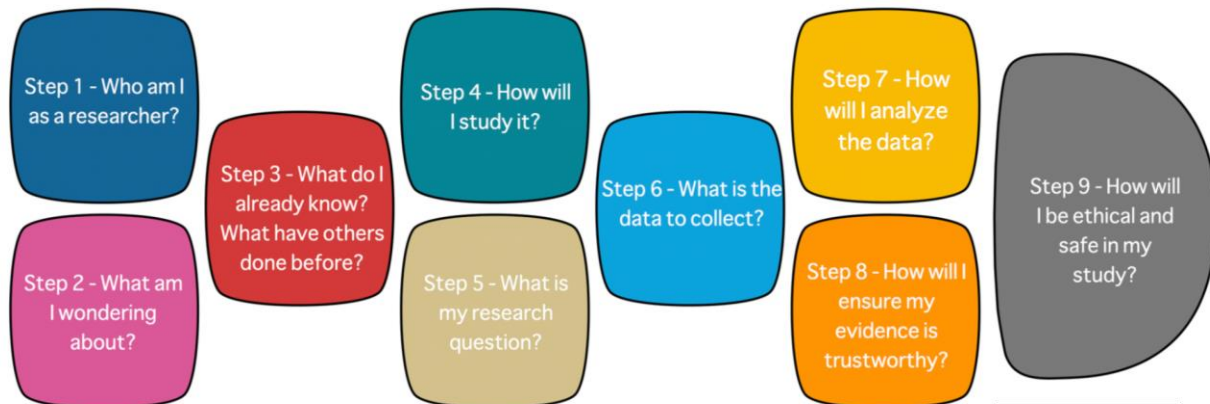 Step 1 - Who am I
as a researcher?
Step 2 - What am
I wondering
about?
Step 3 - What do I
already know?
What have others
done before?
Step 4 - How will
I study it?
Step 5 - What is
my research
question?
Step 6 - What is the
data to collect?
Step 7 - How
will I analyze
the data?
Step 8 - How will I
ensure my
evidence is
trustworthy?
Step 9 - How will
I be ethical and
safe in my
study?